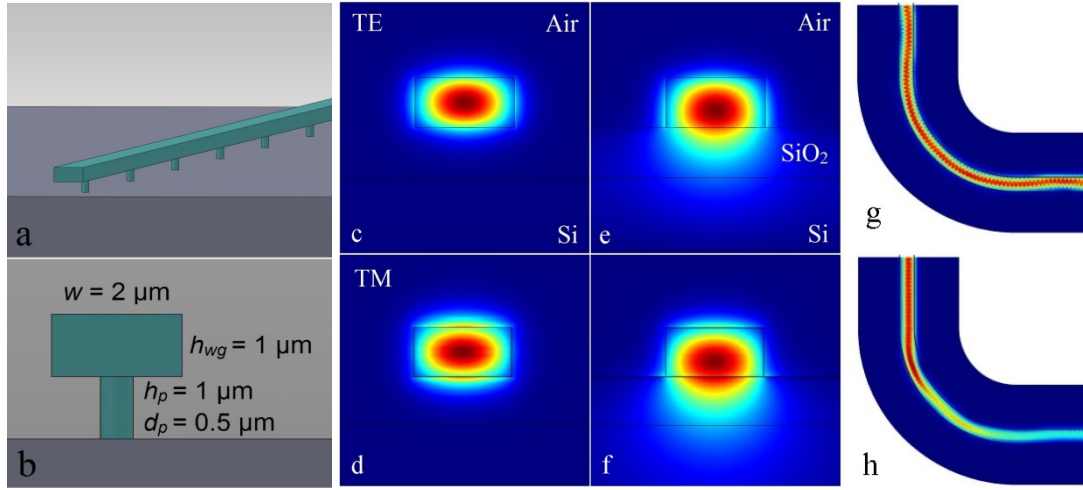 a
w = 2 µm
h_wg = 1 µm
h_p = 1 µm
d_p = 0.5 µm
b
TE
Air
Si
c
Air
SiO₂
Si
e
TM
d
f
g
h